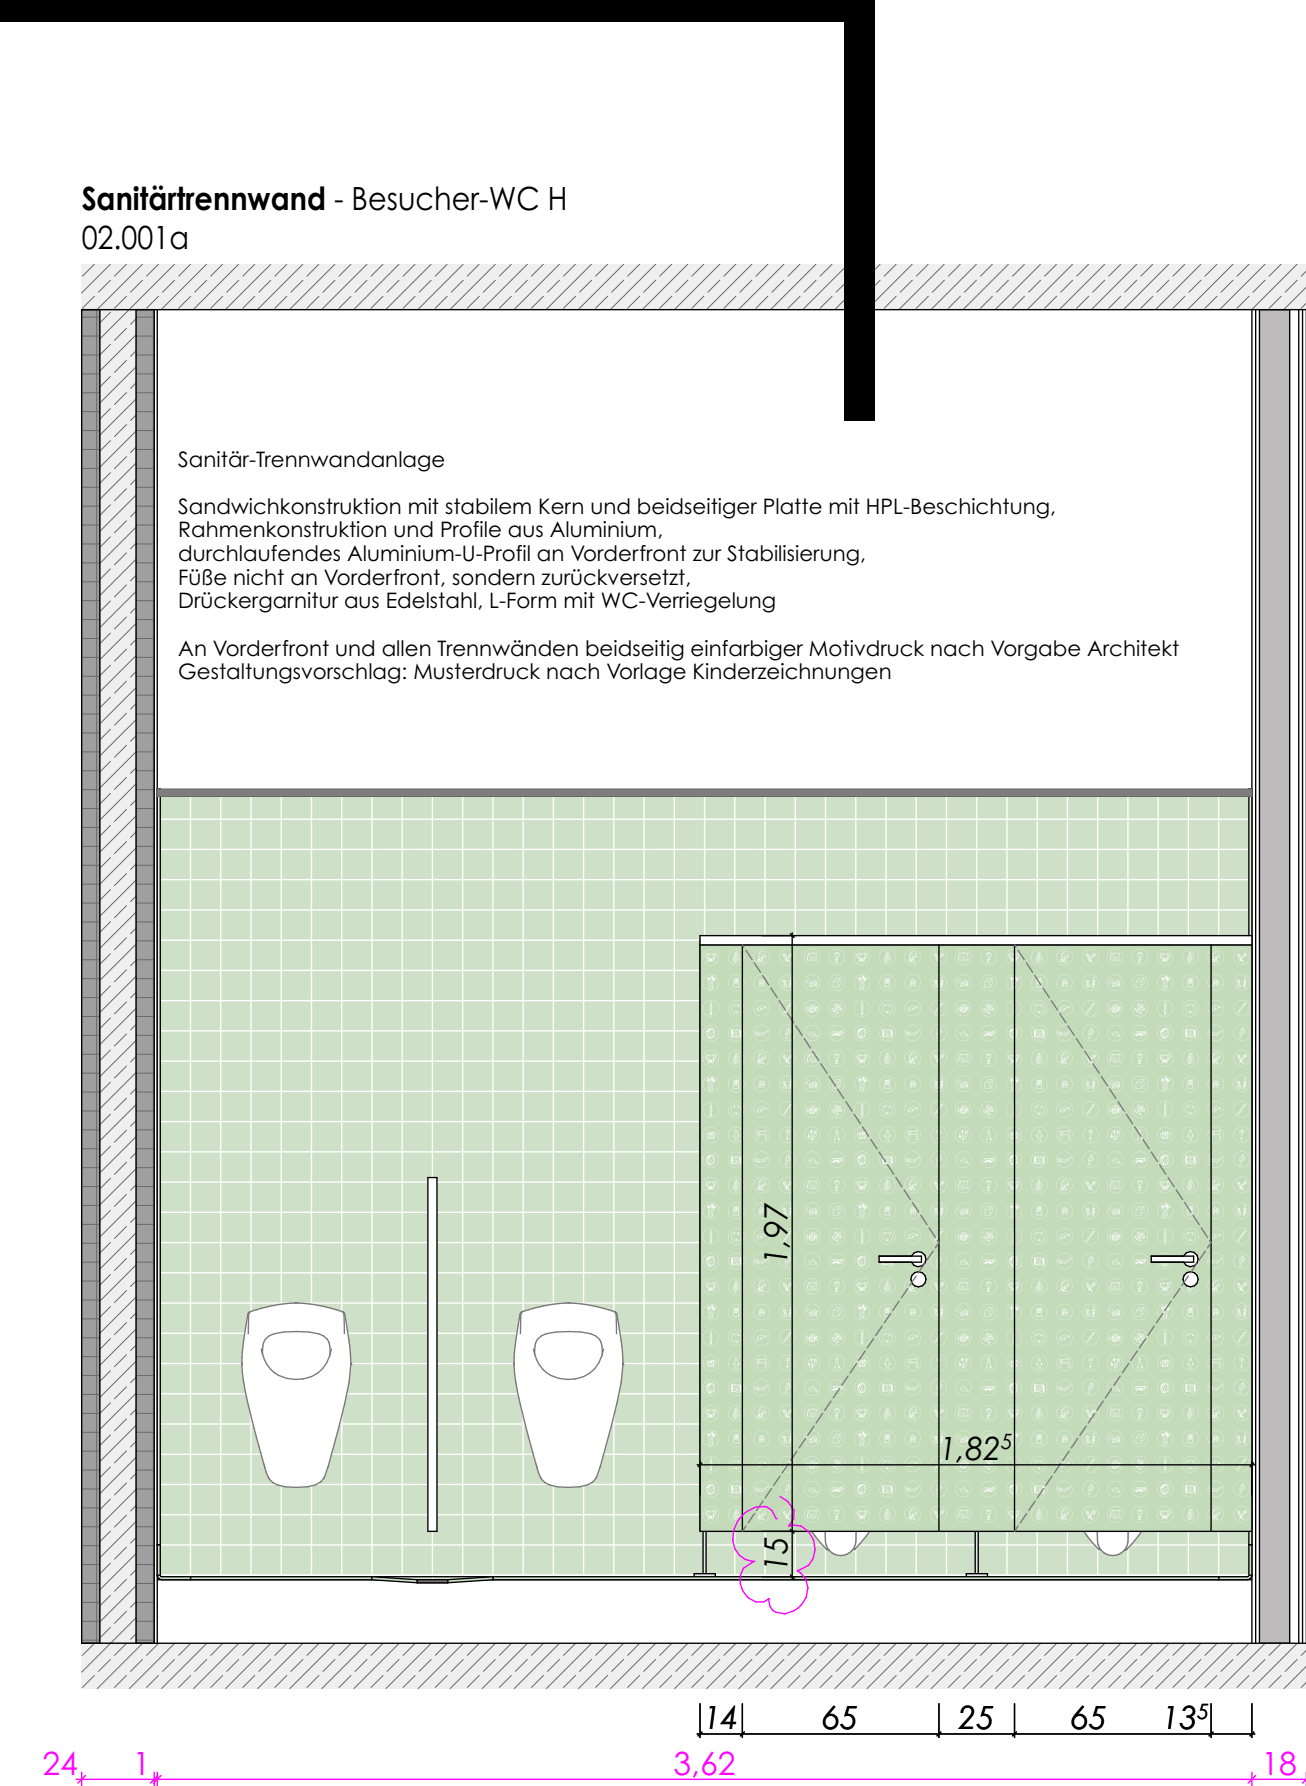 Sanitärtrennwand - Besucher-WC H
02.001a
Sanitär-Trennwandanlage
Sandwichkonstruktion mit stabilem Kern und beidseitiger Platte mit HPL-Beschichtung,
Rahmenkonstruktion und Profile aus Aluminium,
durchlaufendes Aluminium-U-Profil an Vorderfront zur Stabilisierung,
Füße nicht an Vorderfront, sondern zurückversetzt,
Drückergarnitur aus Edelstahl, L-Form mit WC-Verriegelung
An Vorderfront und allen Trennwänden beidseitig einfarbiger Motivdruck nach Vorgabe Architekt
Gestaltungsvorschlag: Musterdruck nach Vorlage Kinderzeichnungen
1,97
1,82⁵
15
14 65 25 65 13⁵
24 1 3,62 18